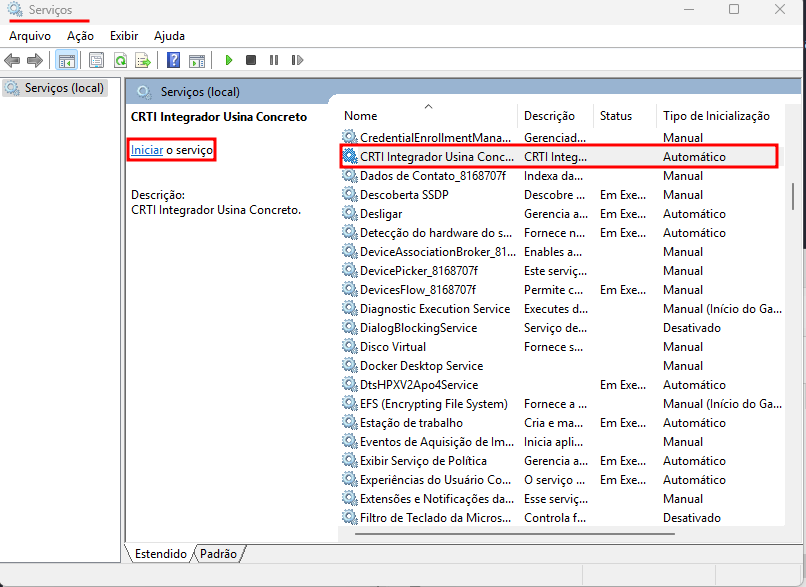 Serviços
Arquivo Ação Exibir Ajuda
Serviços (local)
Serviços (local)
CRTI Integrador Usina Concreto
Iniciar o serviço
Descrição:
CRTI Integrador Usina Concreto.
Nome Descrição Status Tipo de Inicialização
CredentialEnrollmentMana... Gerenciad... Manual
CRTI Integrador Usina Conc... CRTI Integ... Automático
Dados de Contato_8168707f Indexa da... Manual
Descoberta SSDP Descobre ... Em Exe... Manual
Desligar Gerencia a... Em Exe... Automático
Detecção do hardware do s... Fornece n... Em Exe... Automático
DeviceAssociationBroker_81... Enables a... Manual
DevicePicker_8168707f Este serviç... Manual
DevicesFlow_8168707f Permite c... Em Exe... Manual
Diagnostic Execution Service Executes d... Manual (Início do Ga...
DialogBlockingService Serviço de... Desativado
Disco Virtual Fornece s... Manual
Docker Desktop Service Manual
DtsHPXV2Apo4Service Em Exe... Automático
EFS (Encrypting File System) Fornece a ... Manual (Início do Ga...
Estação de trabalho Cria e ma... Em Exe... Automático
Eventos de Aquisição de Im... Inicia apli... Manual
Exibir Serviço de Política Gerencia a... Em Exe... Automático
Experiências do Usuário Co... O serviço ... Em Exe... Automático
Extensões e Notificações da... Esse serviç... Manual
Filtro de Teclado da Micros... Controla f... Desativado
Estendido Padrão